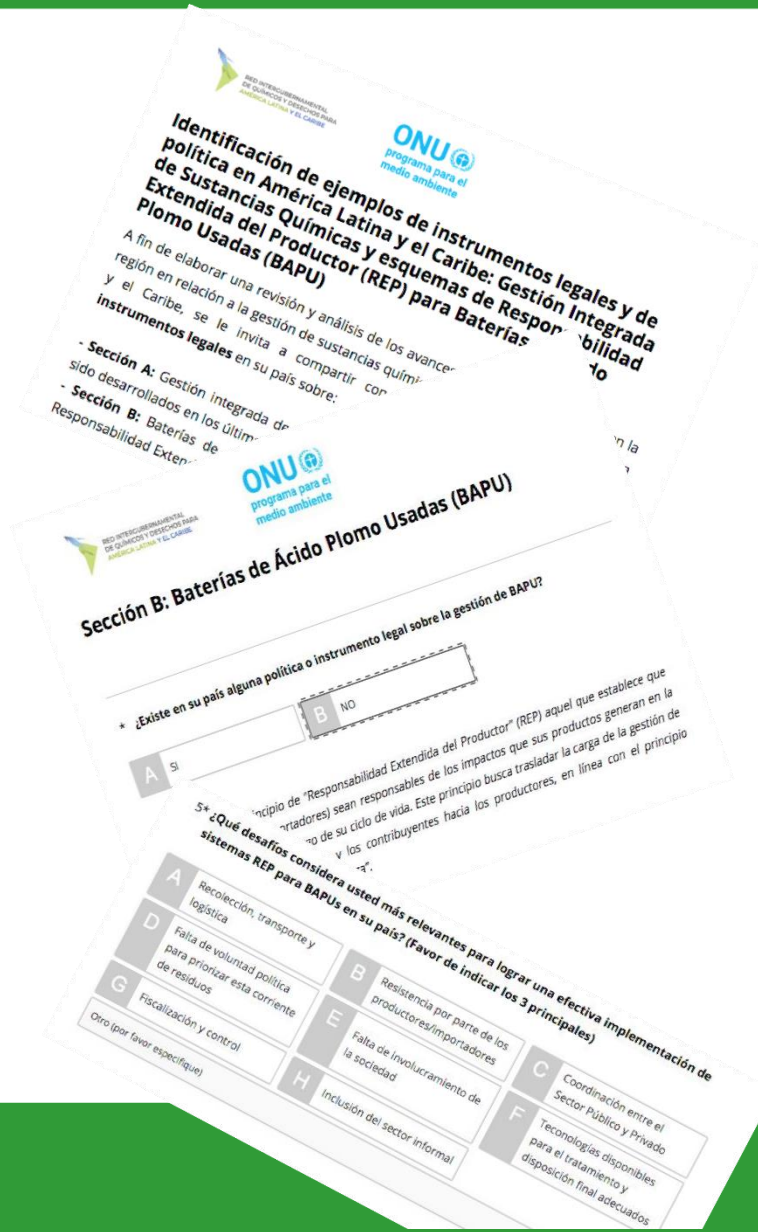 RED INTERGUBERNAMENTAL
DE QUÍMICOS Y DESECHOS PARA
AMÉRICA LATINA Y EL CARIBE
ONU
programa para el
medio ambiente
Identificación de ejemplos de instrumentos legales y de
política en América Latina y el Caribe: Gestión Integrada
de Sustancias Químicas y esquemas de Responsabilidad
Extendida del Productor (REP) para Baterías
Plomo Usadas (BAPU)
A fin de elaborar una revisión y análisis de los avances
región en relación a la gestión de sustancias
y el Caribe, se le invita a compartir
instrumentos legales en su país sobre:
- Sección A: Gestión integrada de
sido desarrollados en los
- Sección B: Baterías de
Responsabilidad
RED INTERGUBERNAMENTAL
DE QUÍMICOS Y DESECHOS PARA
AMÉRICA LATINA Y EL CARIBE
ONU
programa para el
medio ambiente
Sección B: Baterías de Ácido Plomo Usadas (BAPU)
* ¿Existe en su país alguna política o instrumento legal sobre la gestión de BAPU?
A SI
B NO
de "Responsabilidad Extendida del Productor" (REP) aquel que establece que
sean responsables de los impactos que sus productos generan en la
de su ciclo de vida. Este principio busca trasladar la carga de la gestión de
y los contribuyentes hacia los productores, en línea con el principio
5* ¿Qué desafíos considera usted más relevantes para lograr una efectiva implementación de
sistemas REP para BAPUs en su país? (Favor de indicar los 3 principales)
A Recolección, transporte y
logística
B Resistencia por parte de los
productores/importadores
C Coordinación entre el
Sector Público y Privado
D Falta de voluntad política
para priorizar esta corriente
de residuos
E Falta de involucramiento de
la sociedad
F Teconologías disponibles
para el tratamiento y
disposición final adecuados
G Fiscalización y control
H Inclusión del sector informal
Otro (por favor especifique)